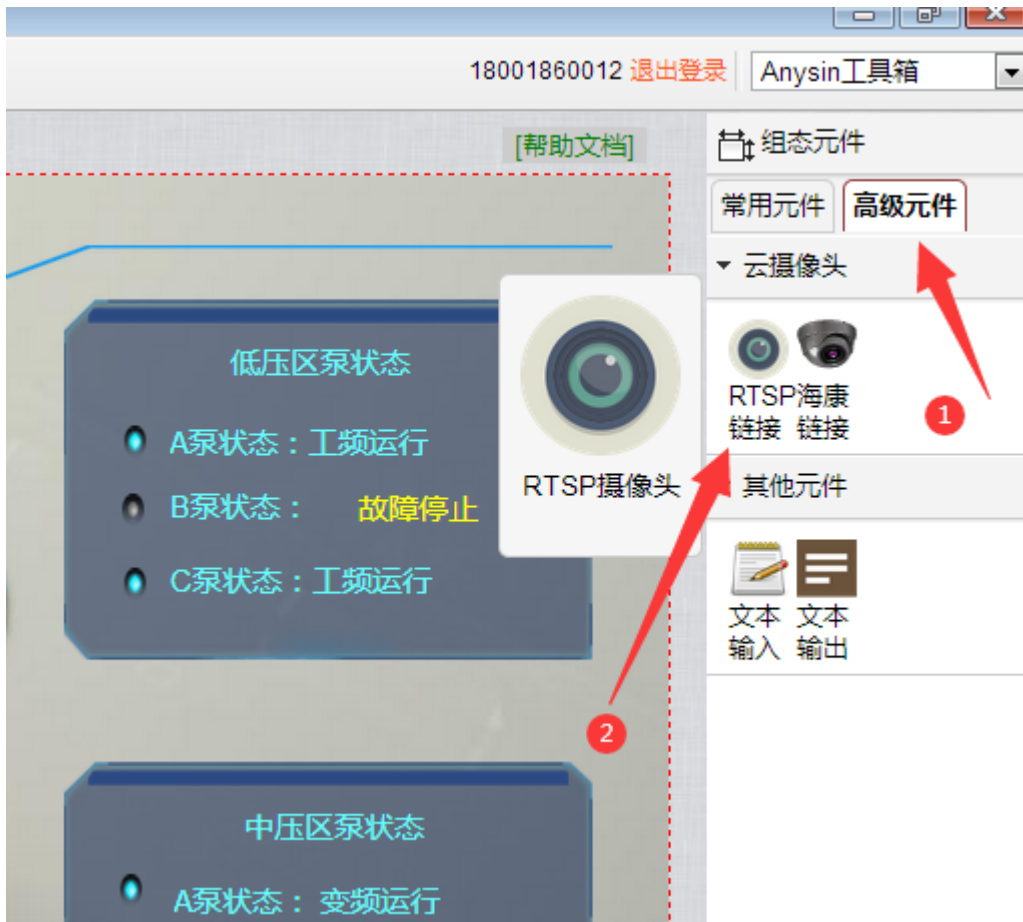 18001860012 退出登录 Anysin工具箱
[帮助文档]
组态元件
常用元件 高级元件
云摄像头
RTSP 海康
链接 链接
1
低压区泵状态
A泵状态：工频运行
B泵状态： 故障停止
C泵状态：工频运行
RTSP摄像头
其他元件
文本 文本
输入 输出
2
中压区泵状态
A泵状态： 变频运行